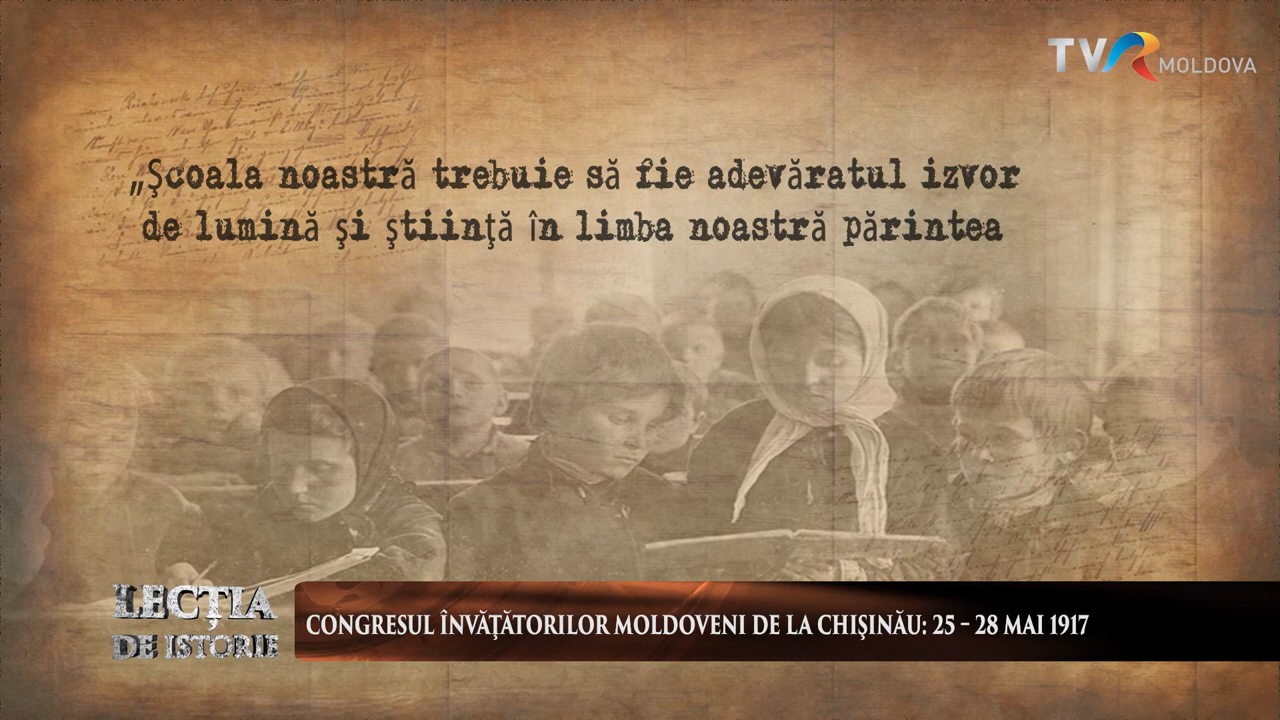 TVR MOLDOVA
„Şcoala noastră trebuie să fie adevăratul izvor
de lumină şi ştiinţă în limba noastră părintea
LECŢIA
DE ISTORIE
CONGRESUL ÎNVĂŢĂTORILOR MOLDOVENI DE LA CHIŞINĂU: 25 – 28 MAI 1917